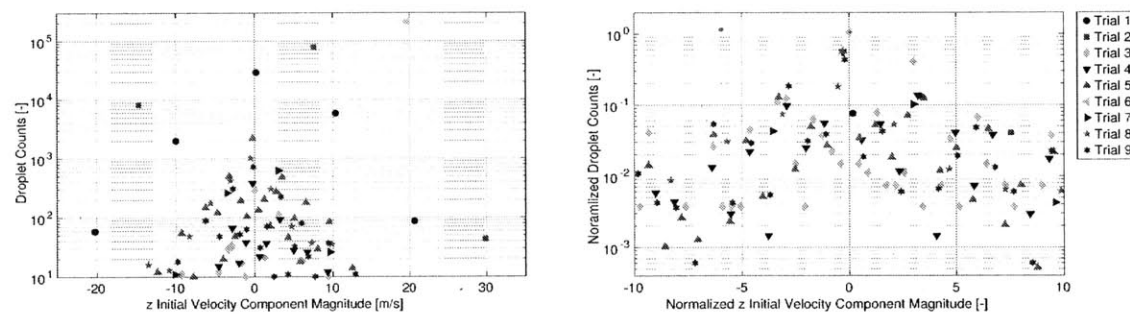 10^5
10^4
10^3
10^2
10^1
Droplet Counts [-]
-20 -10 0 10 20 30
z Initial Velocity Component Magnitude [m/s]
10^0
10^-1
10^-2
10^-3
Noramlized Droplet Counts [-]
-10 -5 0 5 10
Normalized z Initial Velocity Component Magnitude [-]
Trial 1
Trial 2
Trial 3
Trial 4
Trial 5
Trial 6
Trial 7
Trial 8
Trial 9